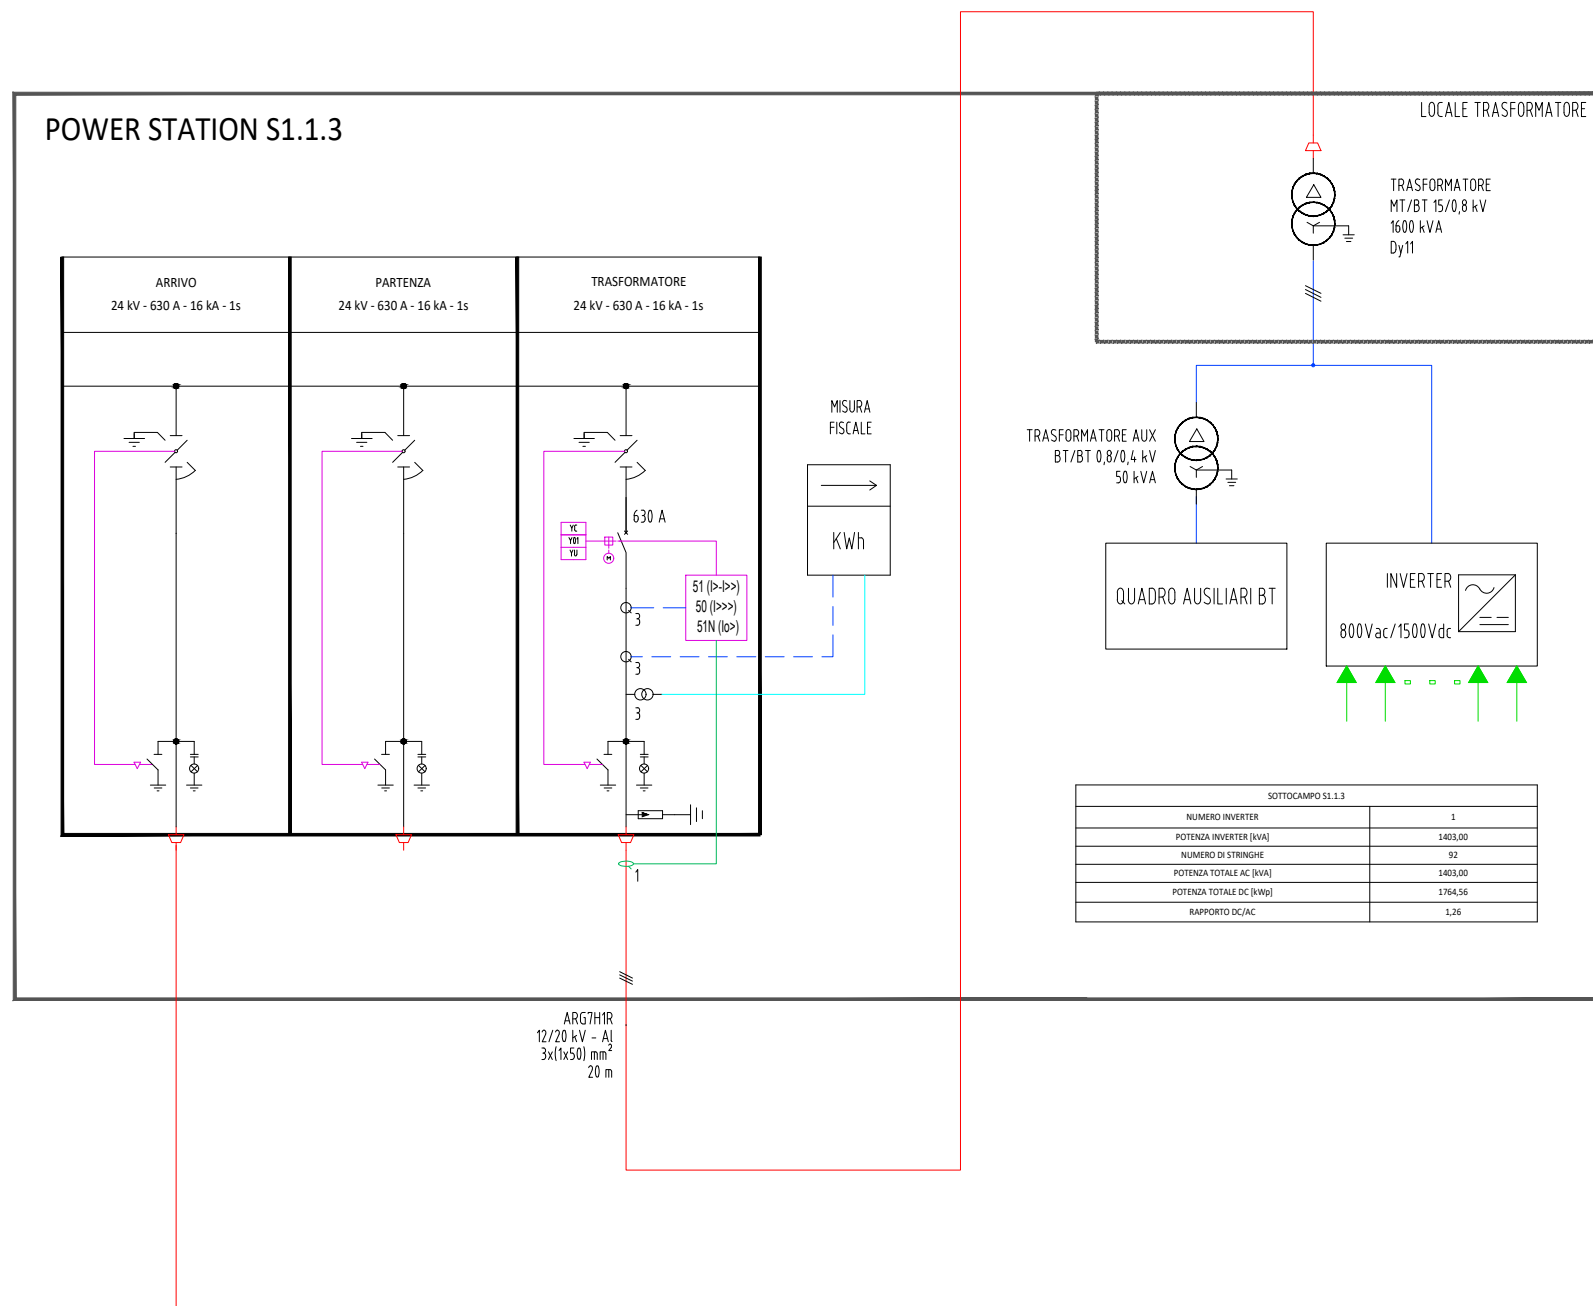 POWER STATION S1.1.3
LOCALE TRASFORMATORE
TRASFORMATORE
MT/BT 15/0,8 kV
1600 kVA
Dy11
ARRIVO
24 kV - 630 A - 16 kA - 1s
PARTENZA
24 kV - 630 A - 16 kA - 1s
TRASFORMATORE
24 kV - 630 A - 16 kA - 1s
630 A
YC
Y01
YU
M
51 (I>-I>>)
50 (I>>>)
51N (Io>)
3
3
3
1
MISURA
FISCALE
KWh
TRASFORMATORE AUX
BT/BT 0,8/0,4 kV
50 kVA
QUADRO AUSILIARI BT
INVERTER
800Vac/1500Vdc
SOTTOCAMPO S1.1.3
NUMERO INVERTER 1
POTENZA INVERTER [kVA] 1403,00
NUMERO DI STRINGHE 92
POTENZA TOTALE AC [kVA] 1403,00
POTENZA TOTALE DC [kWp] 1764,56
RAPPORTO DC/AC 1,26
ARG7H1R
12/20 kV - Al
3x(1x50) mm²
20 m